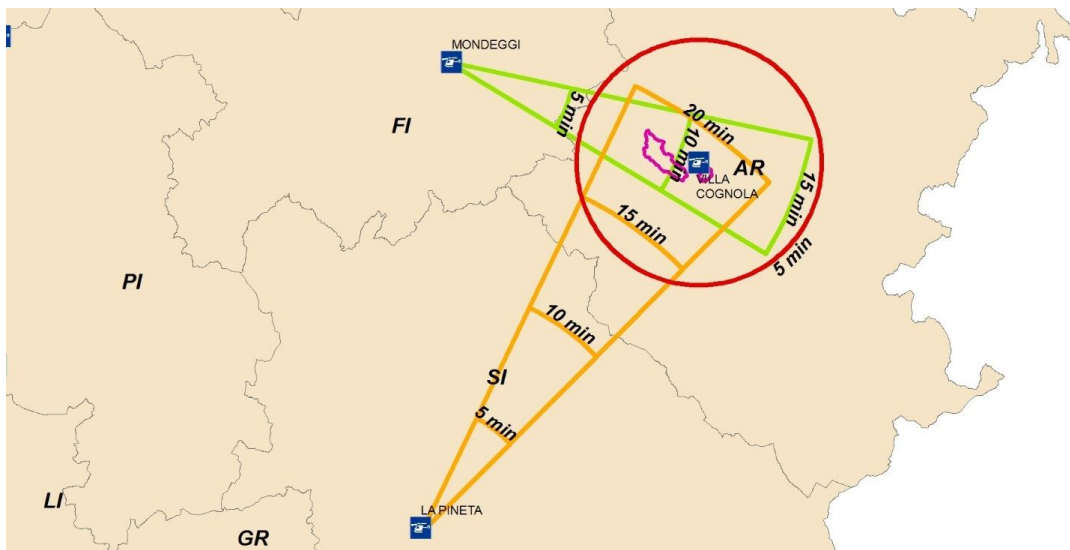 MONDEGGI
FI
5 min
20 min
10 min
AR
VILLA
COGNOLA
15 min
15 min
5 min
PI
10 min
SI
5 min
LI
LA PINETA
GR